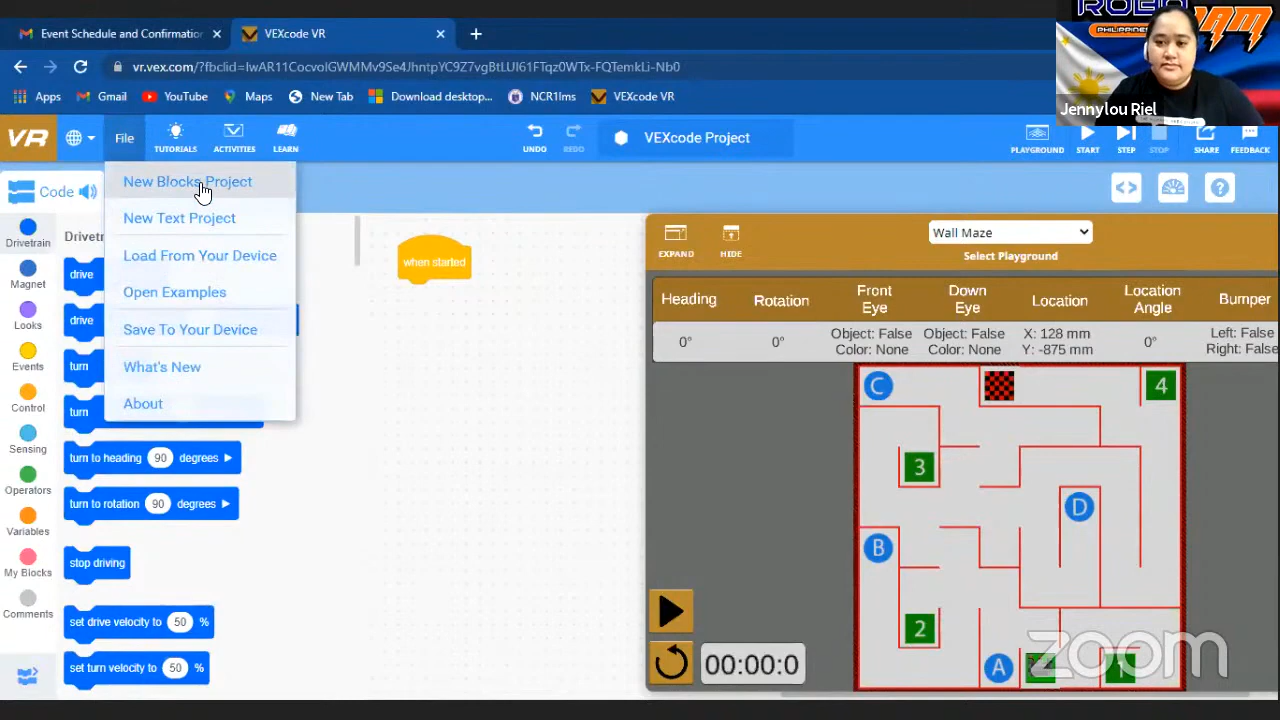 Event Schedule and Confirmation
VEXcode VR
vr.vex.com/?fbclid=IwAR11CocvolGWMMv9Se4JhntpYC9Z7vgBtLUI61FTqz0WTx-FQTemkLi-Nb0
Apps
Gmail
YouTube
Maps
New Tab
Download desktop...
NCR1lms
VEXcode VR
PHILIPPINES
Jennylou Riel
VR
File
TUTORIALS
ACTIVITIES
LEARN
UNDO
REDO
VEXcode Project
PLAYGROUND
START
STEP
STOP
SHARE
FEEDBACK
Code
New Blocks Project
New Text Project
Load From Your Device
Open Examples
Save To Your Device
What's New
About
Drivetrain
Magnet
Looks
Events
Control
Sensing
Operators
Variables
My Blocks
Comments
drive
drive
turn
turn
turn to heading 90 degrees
turn to rotation 90 degrees
stop driving
set drive velocity to 50 %
set turn velocity to 50 %
when started
EXPAND
HIDE
Wall Maze
Select Playground
Heading
Rotation
Front Eye
Down Eye
Location
Location Angle
Bumper
0°
0°
Object: False
Color: None
Object: False
Color: None
X: 128 mm
Y: -875 mm
0°
Left: False
Right: False
C
4
3
D
B
2
A
1
00:00:0
zoom